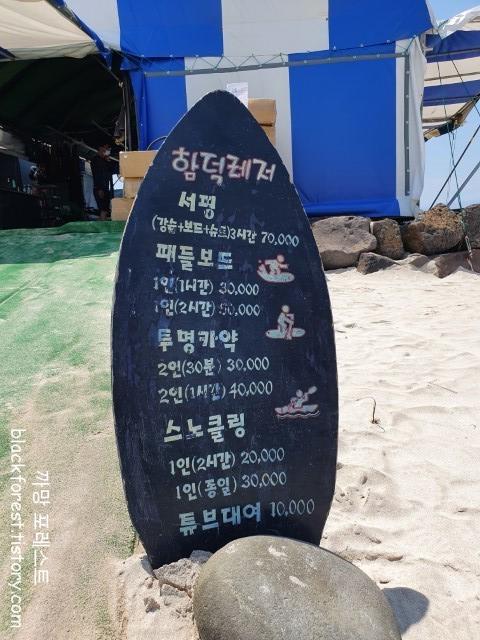 함덕레저
서핑
(강습+보드+슈트)3시간 70,000
패들보드
1인(1시간) 30,000
1인(2시간)
투명카약
2인(30분) 30,000
2인(1시간) 40,000
스노클링
1인(2시간) 20,000
1인(종일) 30,000
튜브대여 10,000
까망 포레스트
blackforest.tistory.com